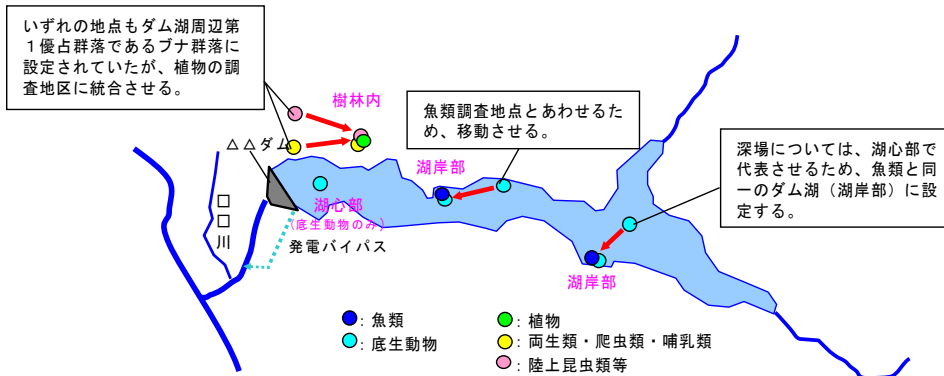 いずれの地点もダム湖周辺第
１優占群落であるブナ群落に
設定されていたが、植物の調
査地区に統合させる。
樹林内
魚類調査地点とあわせるた
め、移動させる。
深場については、湖心部で
代表させるため、魚類と同
一のダム湖（湖岸部）に設
定する。
△△ダム
湖岸部
口口川
湖心部
（底生動物のみ）
発電バイパス
湖岸部
：魚類
：底生動物
：植物
：両生類・爬虫類・哺乳類
：陸上昆虫類等